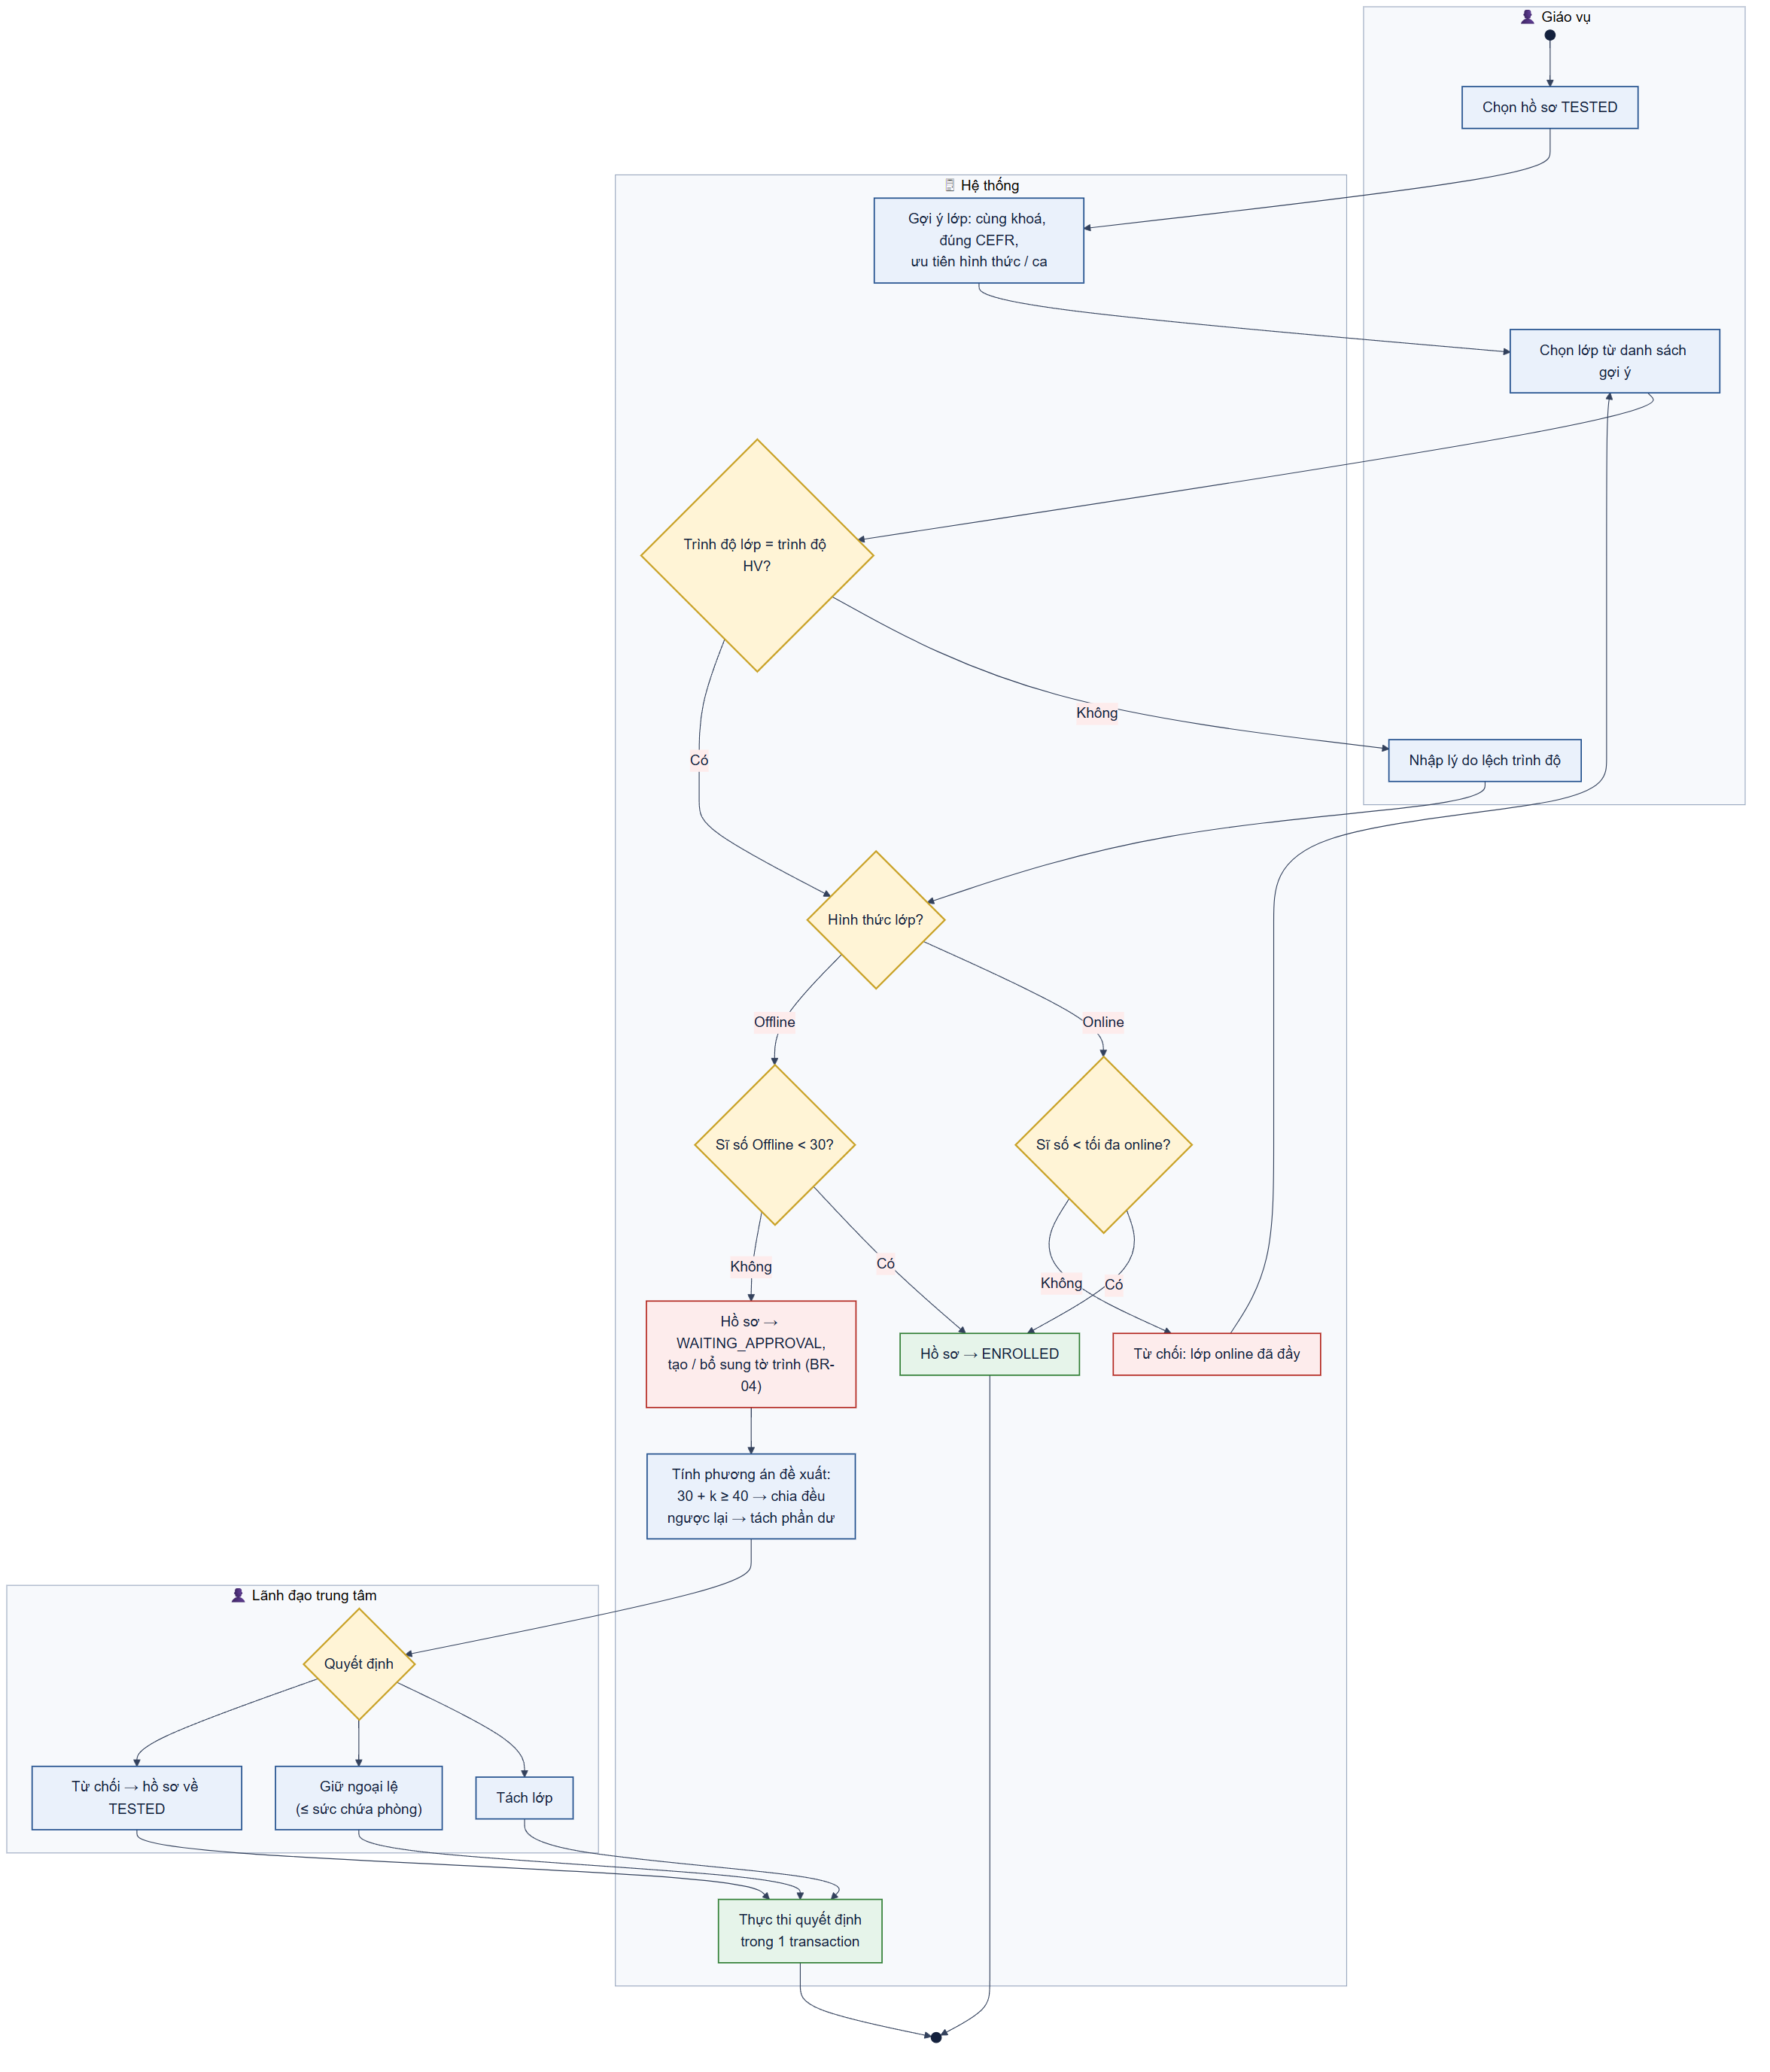 Giáo vụ
Chọn hồ sơ TESTED
Hệ thống
Gợi ý lớp: cùng khoá,
đúng CEFR,
ưu tiên hình thức / ca
Chọn lớp từ danh sách
gợi ý
Trình độ lớp = trình độ
HV?
Không
Có
Nhập lý do lệch trình độ
Hình thức lớp?
Offline
Online
Sĩ số Offline < 30?
Sĩ số < tối đa online?
Không
Có
Không
Có
Hồ sơ →
WAITING_APPROVAL,
tạo / bổ sung tờ trình (BR-
04)
Hồ sơ → ENROLLED
Từ chối: lớp online đã đầy
Tính phương án đề xuất:
30 + k ≥ 40 → chia đều
ngược lại → tách phần dư
Lãnh đạo trung tâm
Quyết định
Từ chối → hồ sơ về
TESTED
Giữ ngoại lệ
(≤ sức chứa phòng)
Tách lớp
Thực thi quyết định
trong 1 transaction